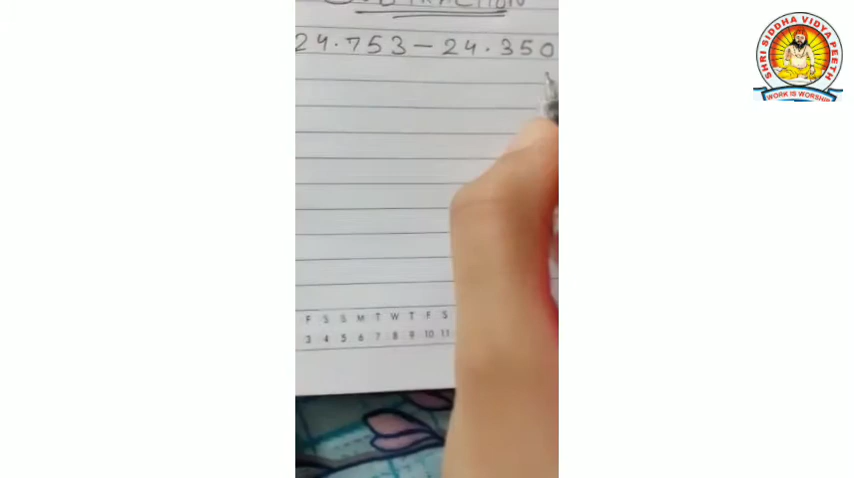 SUBTRACTION
24.753 - 24.350
F S S M T W T F S
3 4 5 6 7 8 9 10 11
SHRI SIDDHA VIDYA PEETH
WORK IS WORSHIP